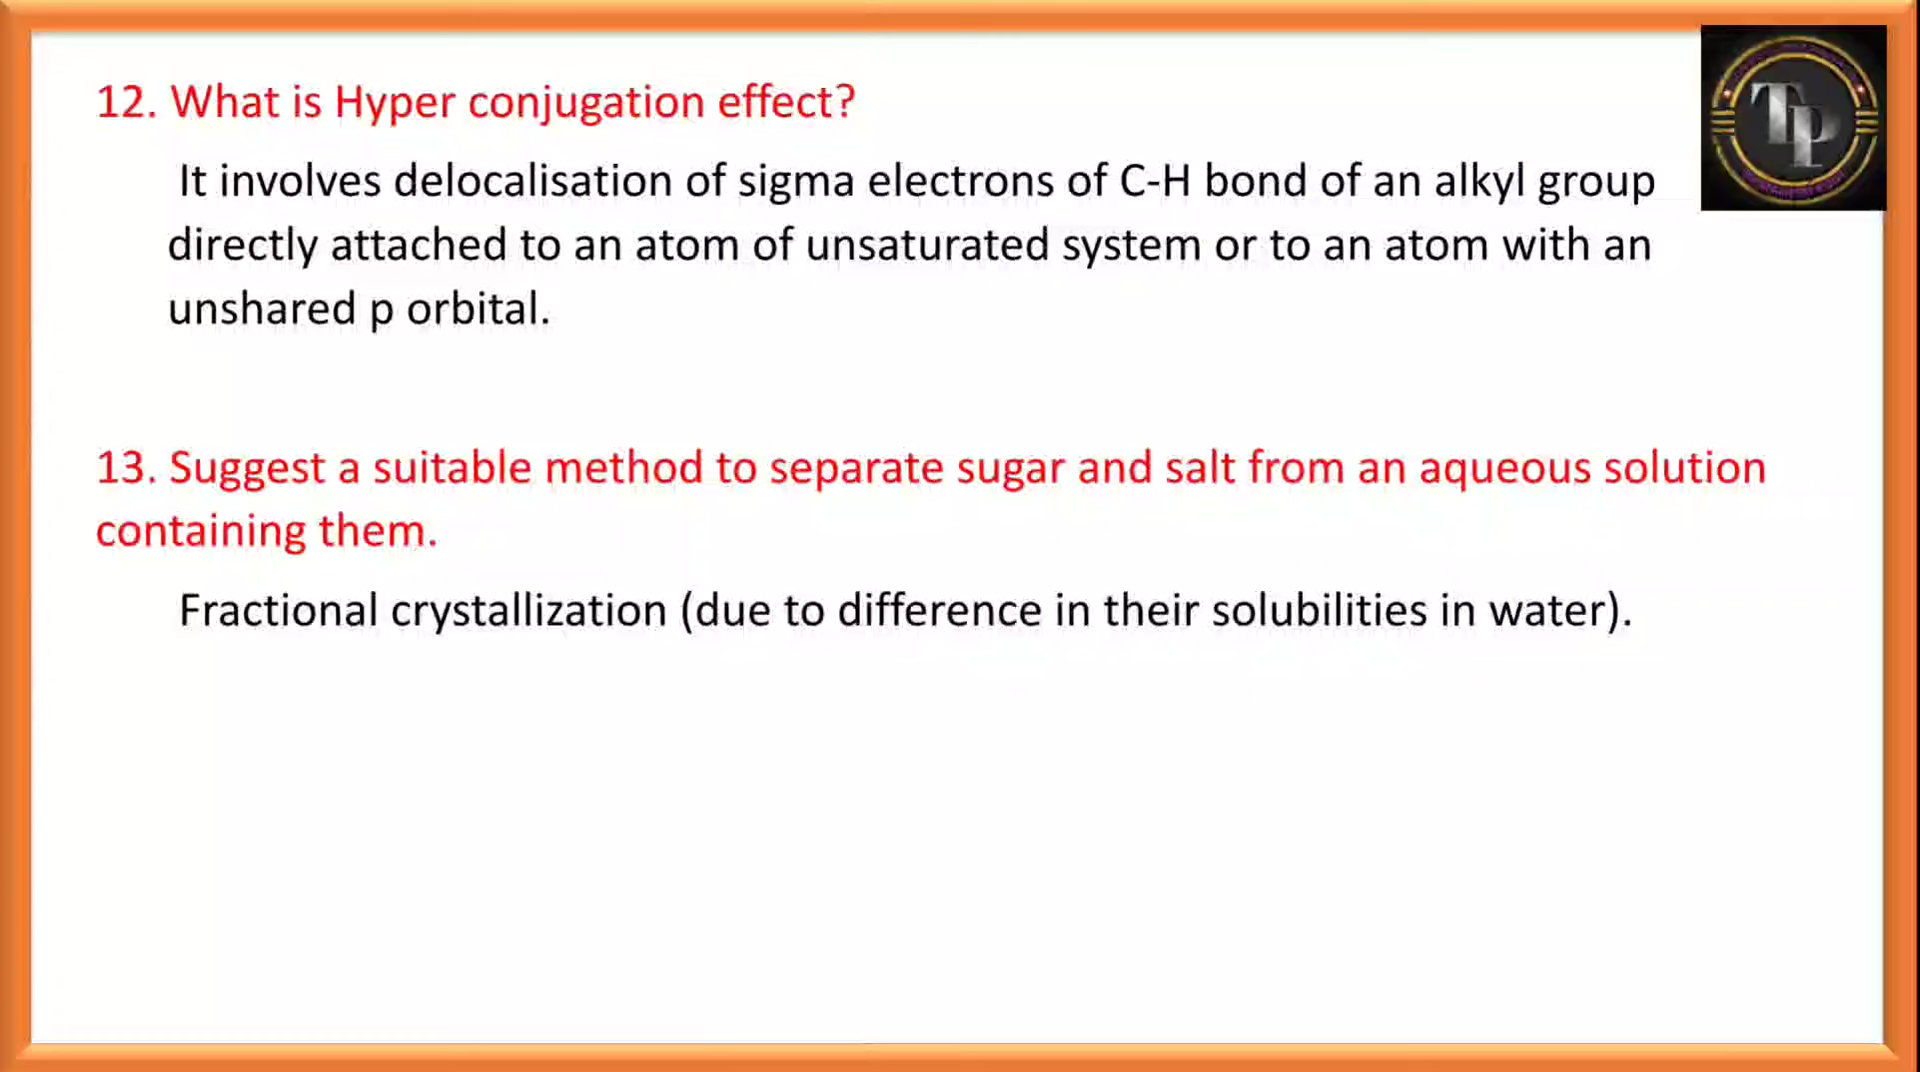 12. What is Hyper conjugation effect?
It involves delocalisation of sigma electrons of C-H bond of an alkyl group
directly attached to an atom of unsaturated system or to an atom with an
unshared p orbital.
13. Suggest a suitable method to separate sugar and salt from an aqueous solution
containing them.
Fractional crystallization (due to difference in their solubilities in water).
TP